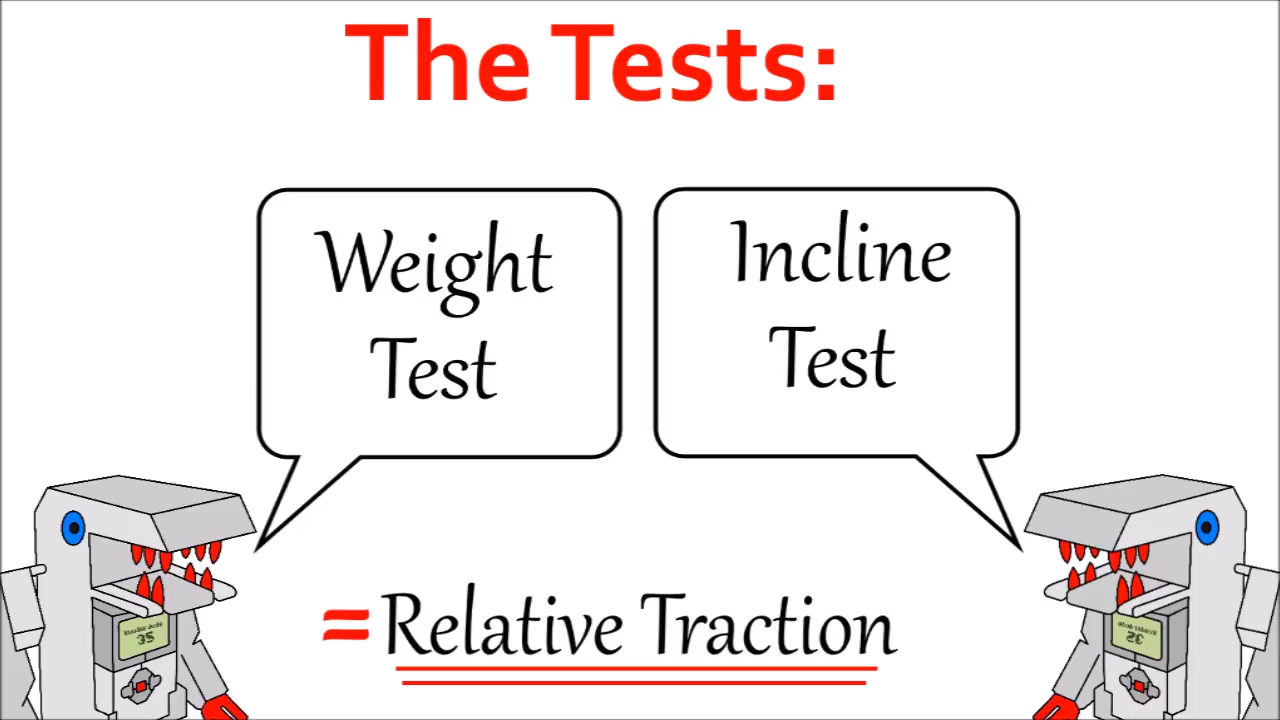 The Tests:
Weight
Test
Incline
Test
= Relative Traction